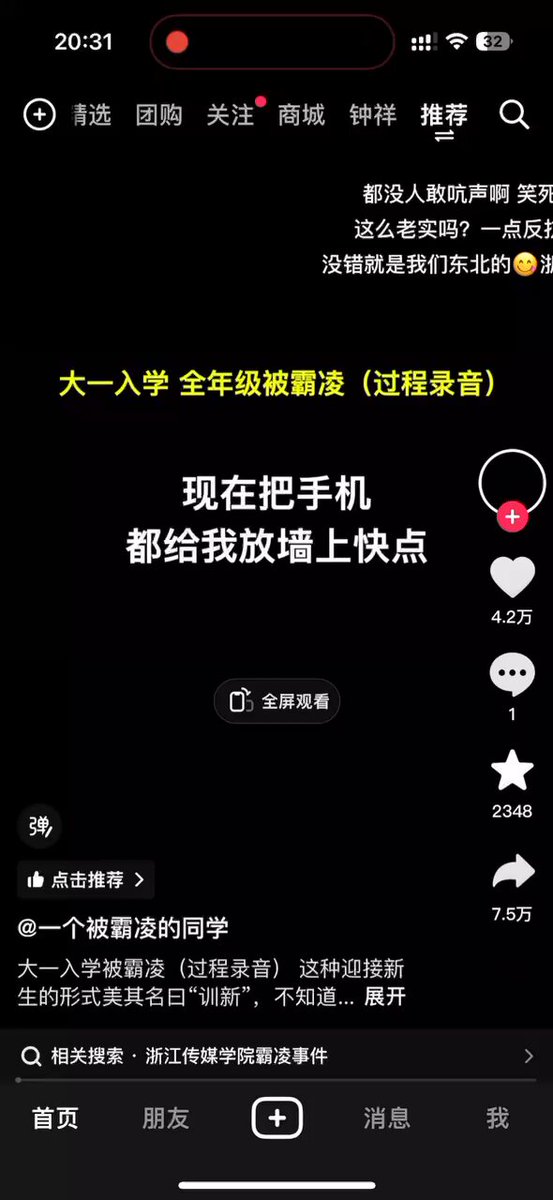 20:31
32
精选 团购 关注 商城 钟祥 推荐
都没人敢吭声啊 笑死
这么老实吗？一点反抗
没错就是我们东北的😋浙
大一入学 全年级被霸凌（过程录音）
现在把手机
都给我放墙上快点
4.2万
全屏观看
1
2348
弹
点击推荐
7.5万
@一个被霸凌的同学
大一入学被霸凌（过程录音） 这种迎接新
生的形式美其名曰“训新”，不知道... 展开
相关搜索 · 浙江传媒学院霸凌事件
首页 朋友 消息 我